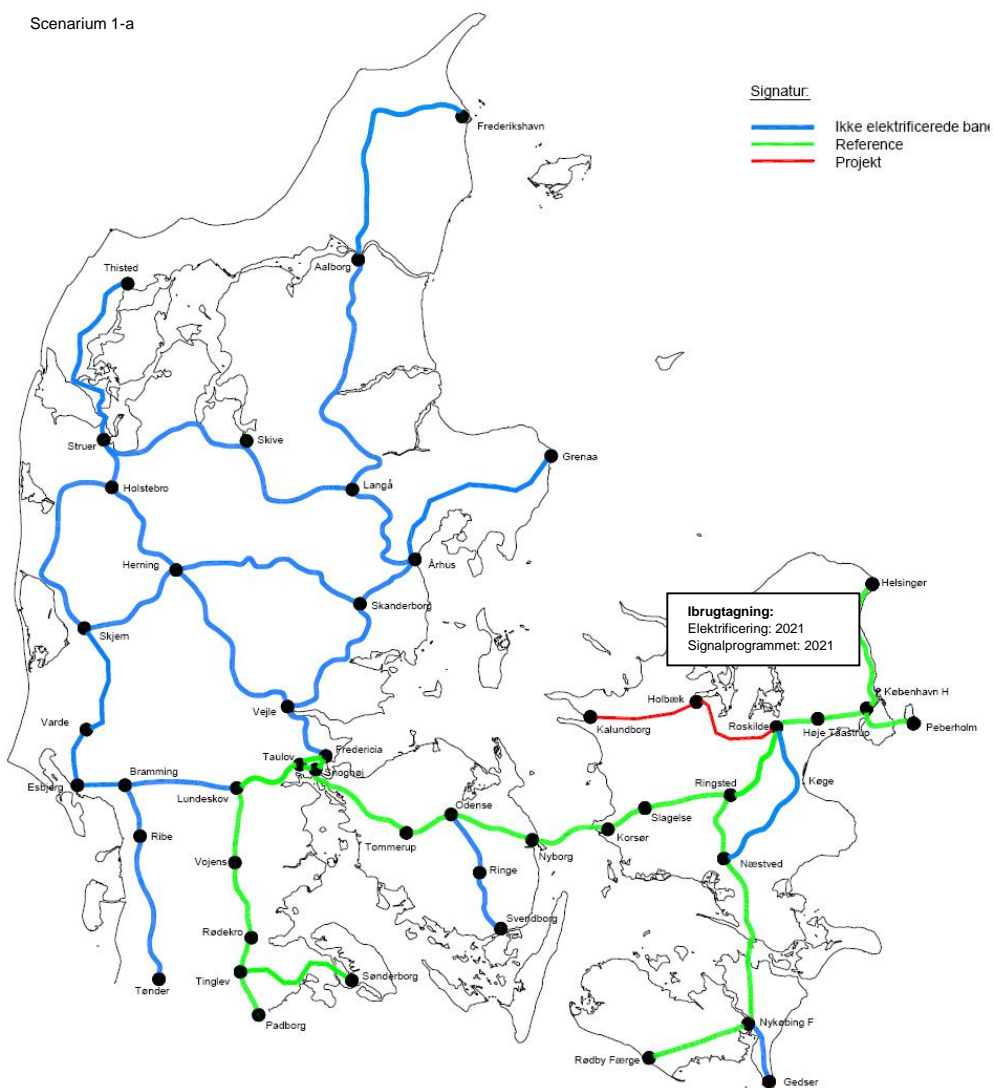 Scenarium 1-a
Signatur:
Ikke elektrificerede bane
Reference
Projekt
Frederikshavn
Aalborg
Thisted
Struer
Skive
Grenaa
Holstebro
Langå
Herning
Århus
Skanderborg
Helsingør
Ibrugtagning:
Elektrificering: 2021
Signalprogrammet: 2021
Skjem
København H
Holbæk
Vejle
Kalundborg
Roskilde
Høje Taastrup
Peberholm
Varde
Fredericia
Taulov
Snoghøj
Esbjerg
Bramming
Lundeskov
Ringsted
Køge
Odense
Slagelse
Korsør
Ribe
Tommerup
Nyborg
Vojens
Ringe
Næstved
Svendborg
Rødekro
Tinglev
Sønderborg
Tønder
Padborg
Nykøbing F
Rødby Færge
Gedser